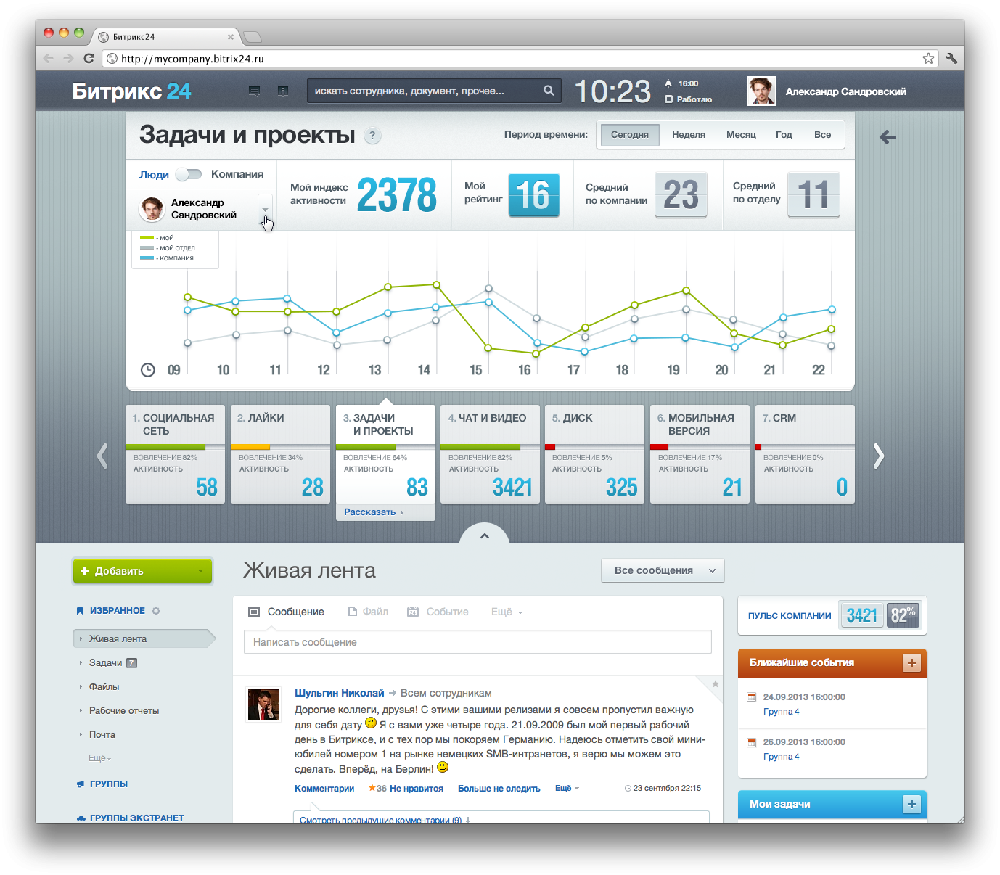 Битрикс24
http://mycompany.bitrix24.ru
Битрикс 24
искать сотрудника, документ, прочее...
10:23
16:00
Работаю
Александр Сандровский
Задачи и проекты ?
Период времени:
Сегодня Неделя Месяц Год Все
Люди Компания
Александр
Сандровский
Мой индекс
активности
2378
Мой
рейтинг
16
Средний
по компании
23
Средний
по отделу
11
- МОЙ
- МОЙ ОТДЕЛ
- КОМПАНИЯ
09 10 11 12 13 14 15 16 17 18 19 20 21 22
1. СОЦИАЛЬНАЯ
СЕТЬ
ВОВЛЕЧЕНИЕ 82%
АКТИВНОСТЬ
58
2. ЛАЙКИ
ВОВЛЕЧЕНИЕ 34%
АКТИВНОСТЬ
28
3. ЗАДАЧИ
И ПРОЕКТЫ
ВОВЛЕЧЕНИЕ 64%
АКТИВНОСТЬ
83
Рассказать
4. ЧАТ И ВИДЕО
ВОВЛЕЧЕНИЕ 82%
АКТИВНОСТЬ
3421
5. ДИСК
ВОВЛЕЧЕНИЕ 5%
АКТИВНОСТЬ
325
6. МОБИЛЬНАЯ
ВЕРСИЯ
ВОВЛЕЧЕНИЕ 17%
АКТИВНОСТЬ
21
7. CRM
ВОВЛЕЧЕНИЕ 0%
АКТИВНОСТЬ
0
+ Добавить
ИЗБРАННОЕ
Живая лента
Задачи 7
Файлы
Рабочие отчеты
Почта
Ещё
ГРУППЫ
ГРУППЫ ЭКСТРАНЕТ
Живая лента
Все сообщения
Сообщение Файл 24 Событие Ещё
Написать сообщение
Шульгин Николай → Всем сотрудникам
Дорогие коллеги, друзья! С этими вашими релизами я совсем пропустил важную
для себя дату Я с вами уже четыре года. 21.09.2009 был мой первый рабочий
день в Битриксе, и с тех пор мы покоряем Германию. Надеюсь отметить свой мини-
юбилей номером 1 на рынке немецких SMB-интранетов, я верю мы можем это
сделать. Вперёд, на Берлин!
Комментарии ★36 Не нравится Больше не следить Ещё 23 сентября 22:15
Смотреть предыдущие комментарии (9)
ПУЛЬС КОМПАНИИ 3421 82%
Ближайшие события +
24.09.2013 16:00:00
Группа 4
26.09.2013 16:00:00
Группа 4
Мои задачи +